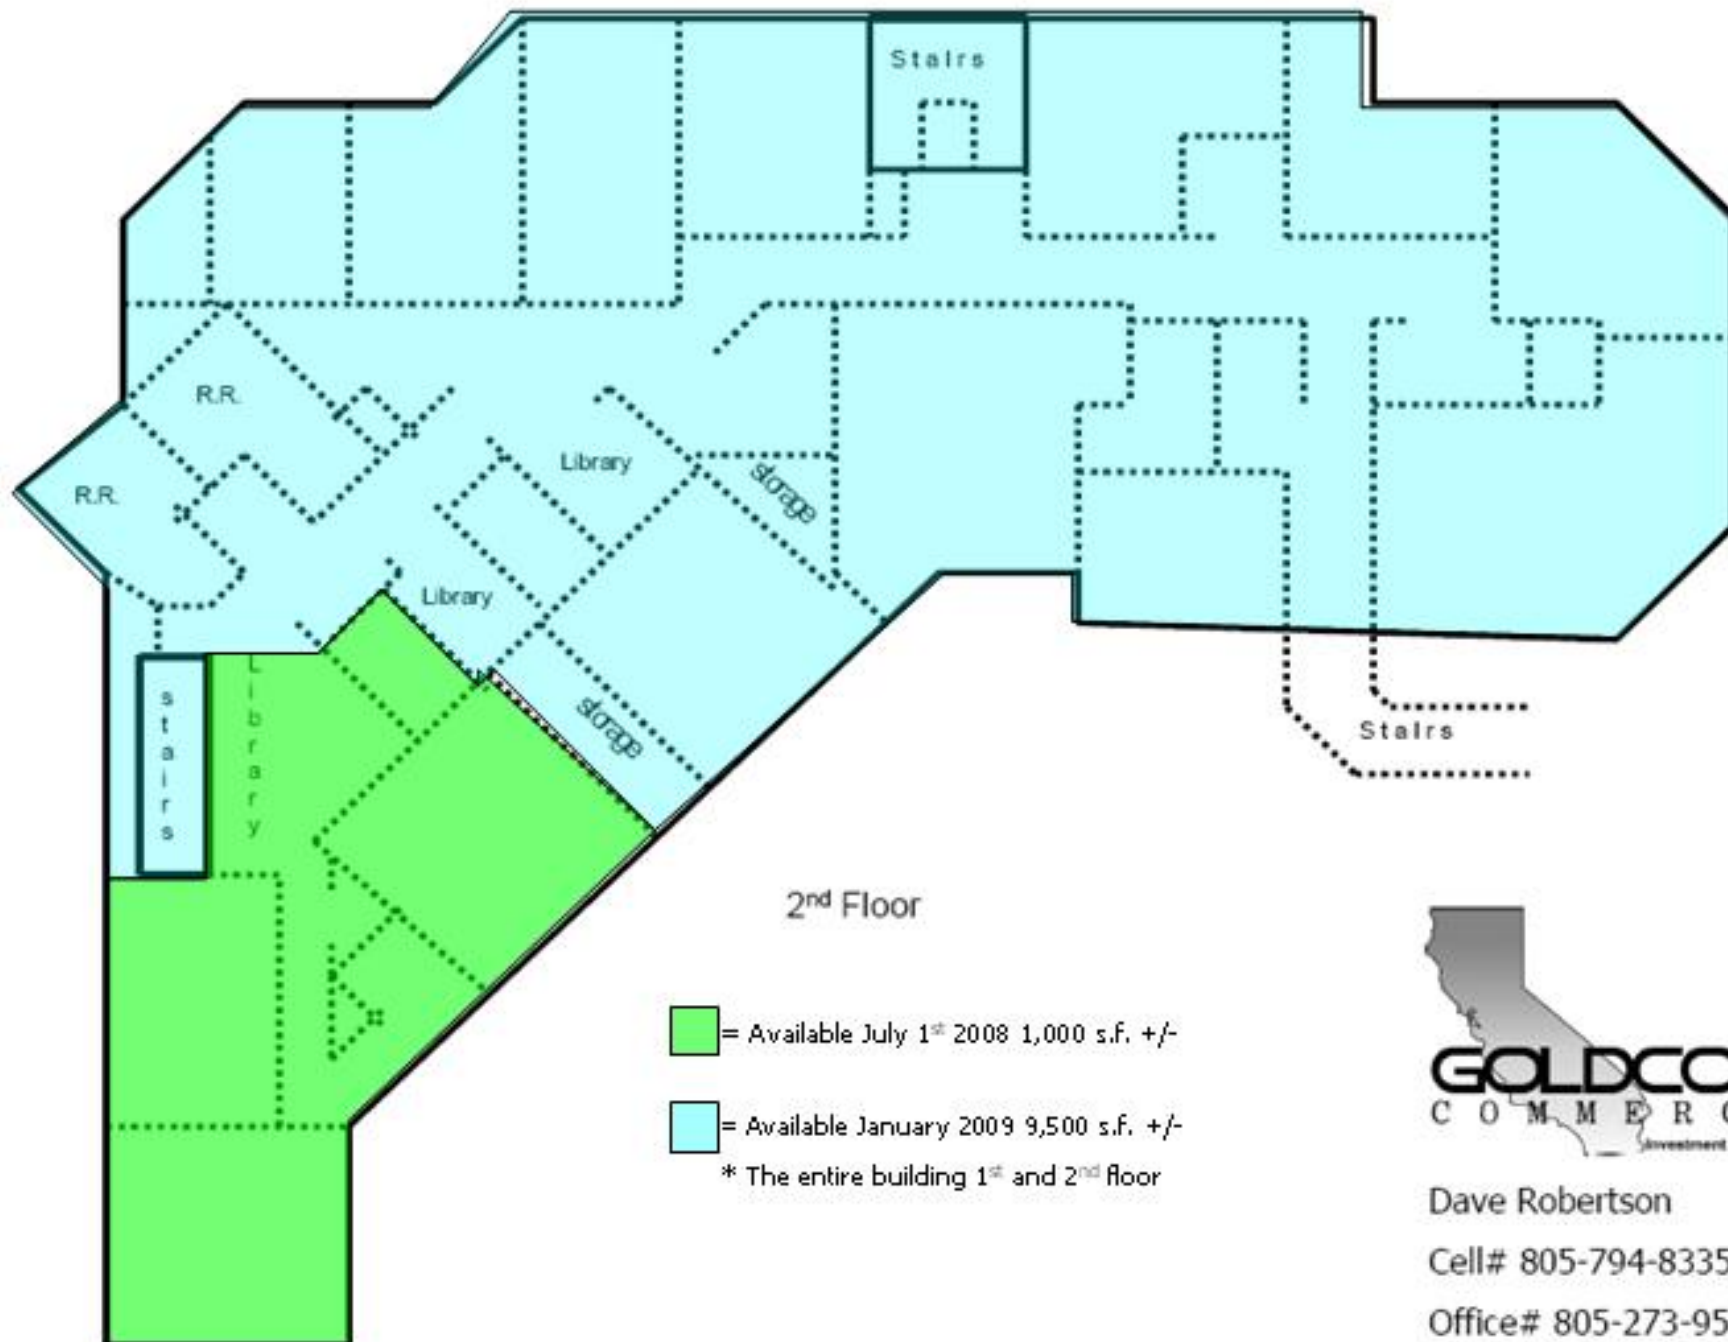 Stairs
R.R.
Library
R.R.
storage
Library
Library
stairs
storage
Stairs
2nd Floor
= Available July 1st 2008 1,000 s.f. +/-
= Available January 2009 9,500 s.f. +/-
* The entire building 1st and 2nd floor
GOLDCO
COMMERC
Investment
Dave Robertson
Cell# 805-794-8335
Office# 805-273-95